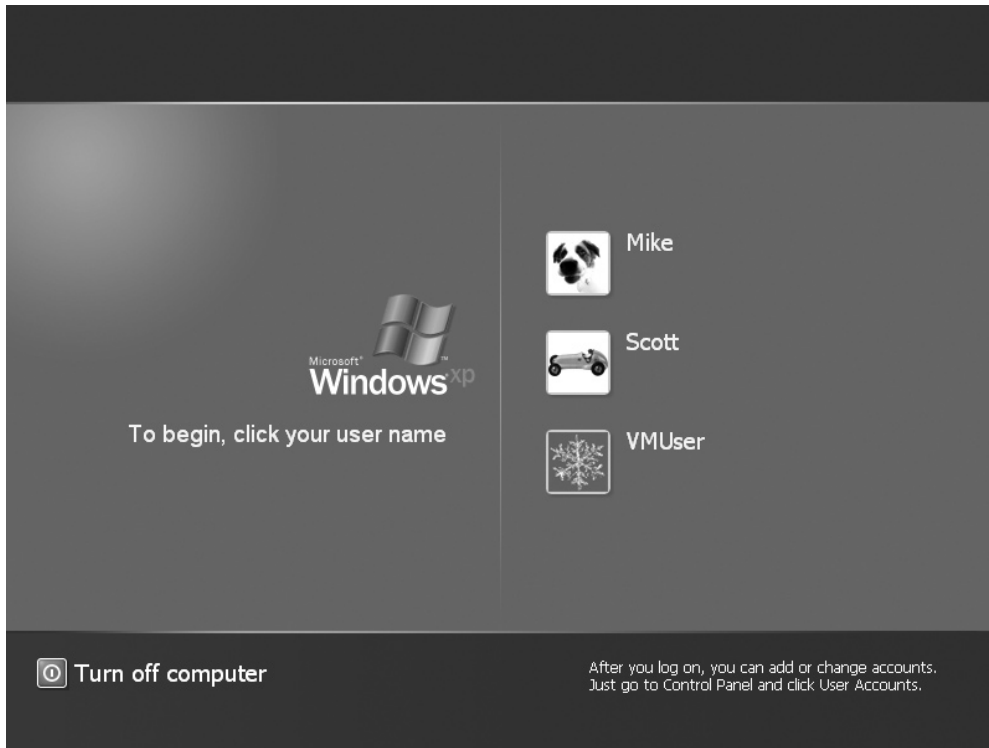 Microsoft®
Windows xp™
To begin, click your user name
Mike
Scott
VMUser
Turn off computer
After you log on, you can add or change accounts.
Just go to Control Panel and click User Accounts.